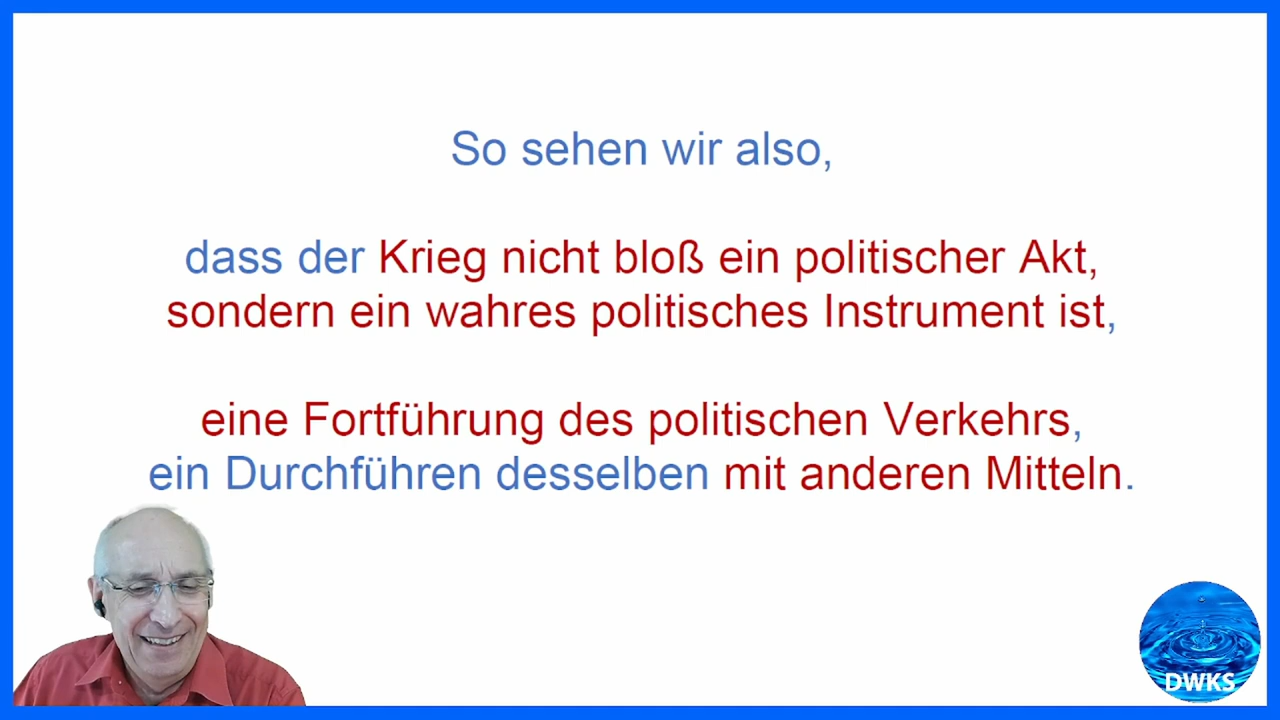 So sehen wir also,
dass der Krieg nicht bloß ein politischer Akt,
sondern ein wahres politisches Instrument ist,
eine Fortführung des politischen Verkehrs,
ein Durchführen desselben mit anderen Mitteln.
DWKS